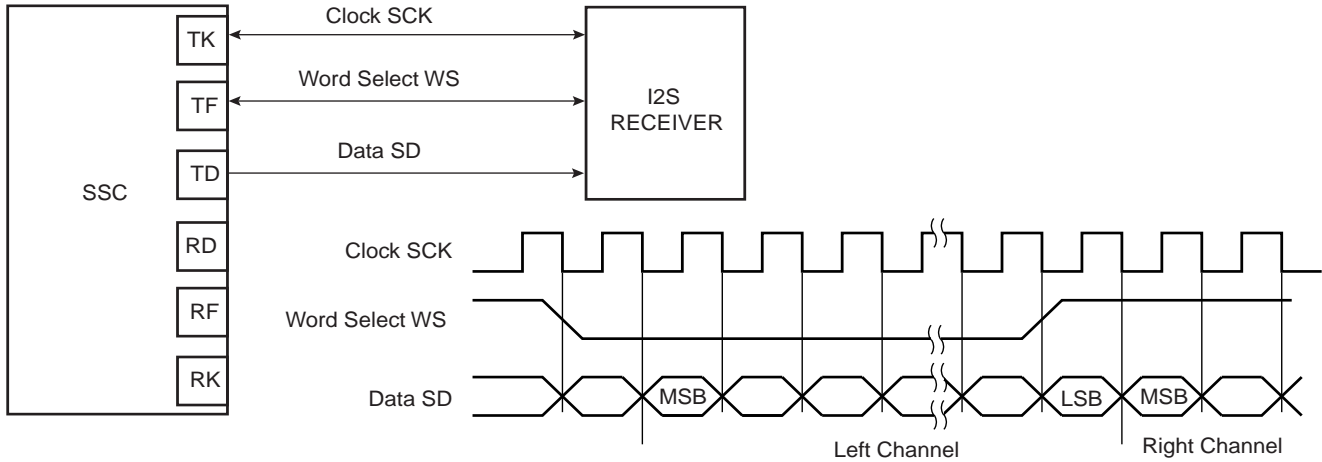 Clock SCK
TK
Word Select WS
TF
I2S
RECEIVER
Data SD
TD
SSC
RD
Clock SCK
RF
Word Select WS
RK
Data SD
MSB
LSB
MSB
Left Channel
Right Channel